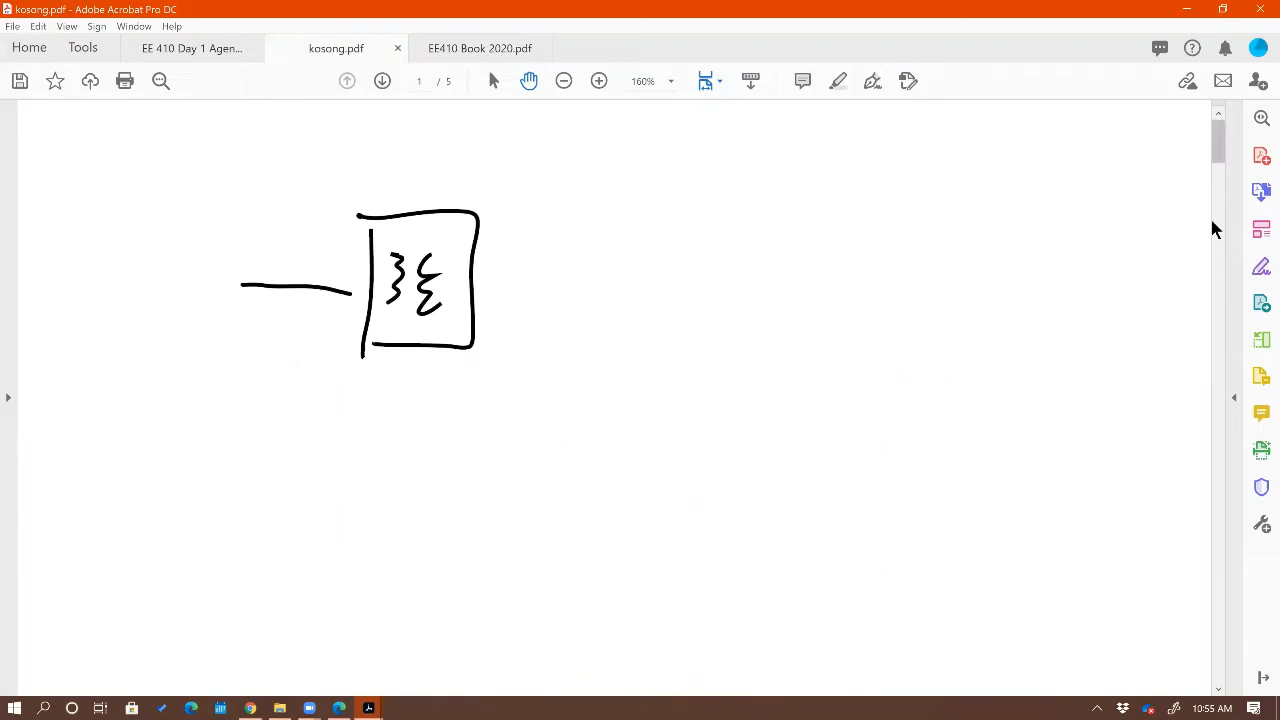 kosong.pdf - Adobe Acrobat Pro DC
File Edit View Sign Window Help
Home Tools EE 410 Day 1 Agen... kosong.pdf EE410 Book 2020.pdf
1 / 5 160%
10:55 AM